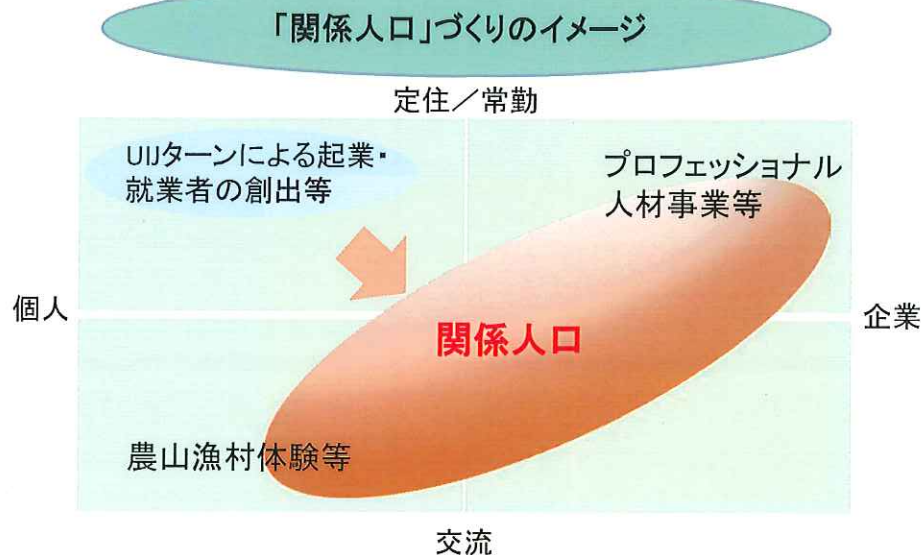 「関係人口」づくりのイメージ
定住／常勤
UIJターンによる起業・
就業者の創出等
プロフェッショナル
人材事業等
個人
企業
関係人口
農山漁村体験等
交流